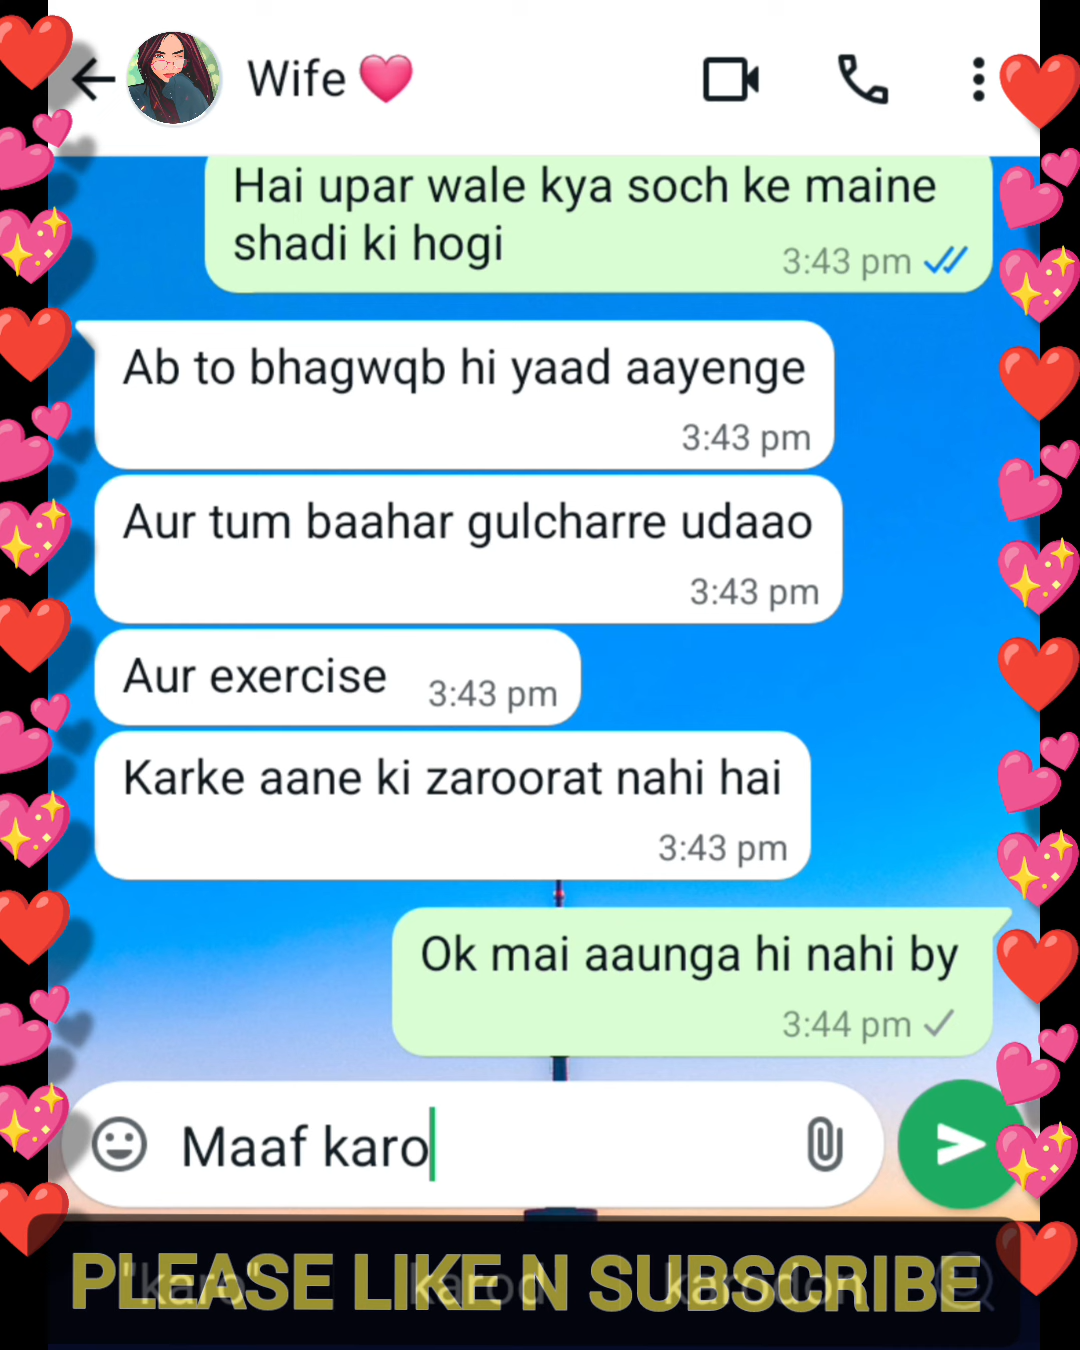 Wife
Hai upar wale kya soch ke maine
shadi ki hogi
3:43 pm
Ab to bhagwqb hi yaad aayenge
3:43 pm
Aur tum baahar gulcharre udaao
3:43 pm
Aur exercise 3:43 pm
Karke aane ki zaroorat nahi hai
3:43 pm
Ok mai aaunga hi nahi by
3:44 pm
Maaf karo
PLEASE LIKE N SUBSCRIBE
"karo" karod karodon